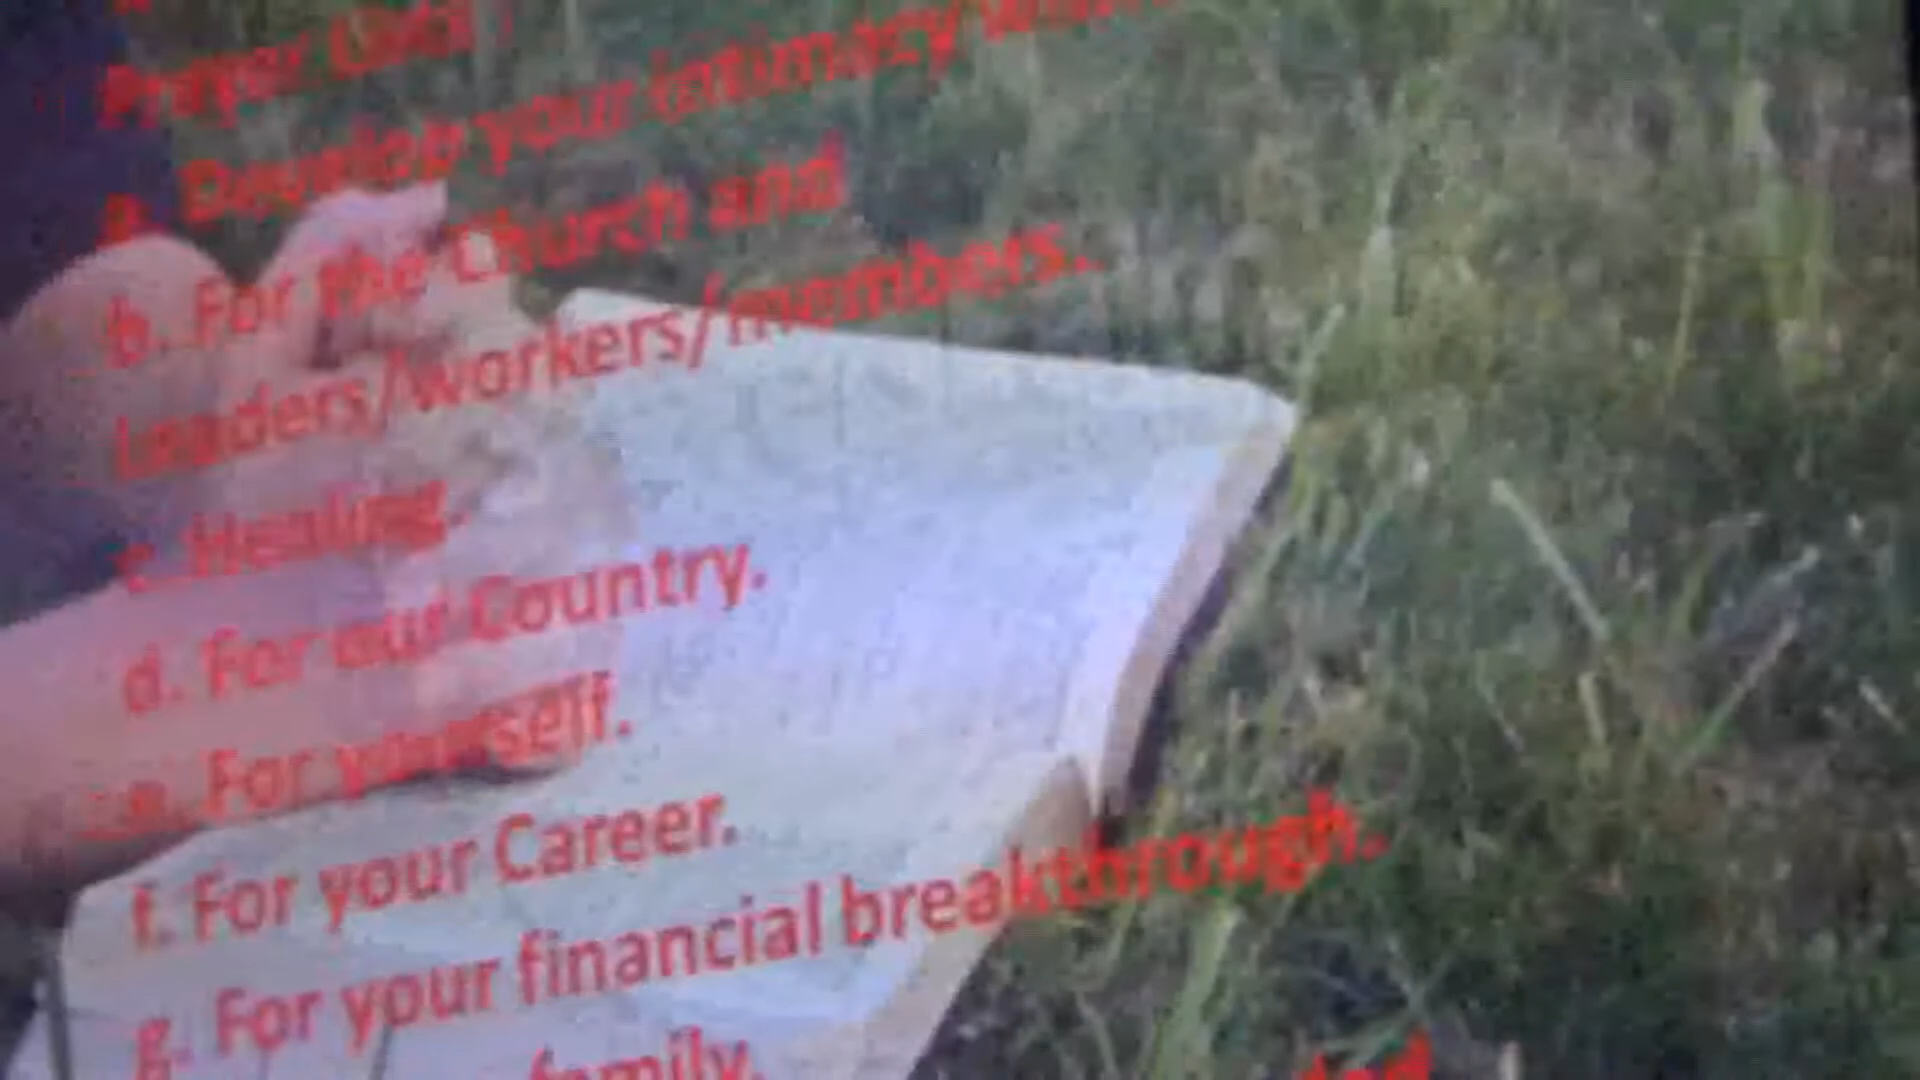 Prayer
a. Develop your intimacy with
b. For the Church and
Leaders/workers/members.
c. Healing.
d. For our Country.
e. For yourself.
f. For your Career.
g. For your financial breakthrough.
family.